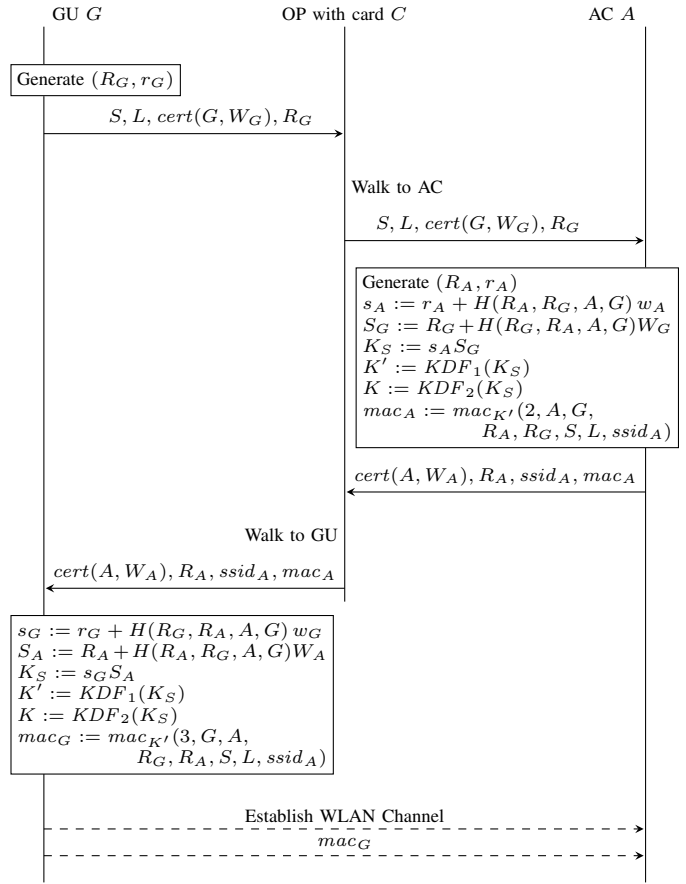 GU G
OP with card C
AC A
Generate (R_G, r_G)
S, L, cert(G, W_G), R_G
Walk to AC
S, L, cert(G, W_G), R_G
Generate (R_A, r_A)
s_A := r_A + H(R_A, R_G, A, G) w_A
S_G := R_G + H(R_G, R_A, A, G)W_G
K_S := s_A S_G
K' := KDF_1(K_S)
K := KDF_2(K_S)
mac_A := mac_{K'}(2, A, G,
R_A, R_G, S, L, ssid_A)
cert(A, W_A), R_A, ssid_A, mac_A
Walk to GU
cert(A, W_A), R_A, ssid_A, mac_A
s_G := r_G + H(R_G, R_A, A, G) w_G
S_A := R_A + H(R_A, R_G, A, G)W_A
K_S := s_G S_A
K' := KDF_1(K_S)
K := KDF_2(K_S)
mac_G := mac_{K'}(3, G, A,
R_G, R_A, S, L, ssid_A)
Establish WLAN Channel
mac_G